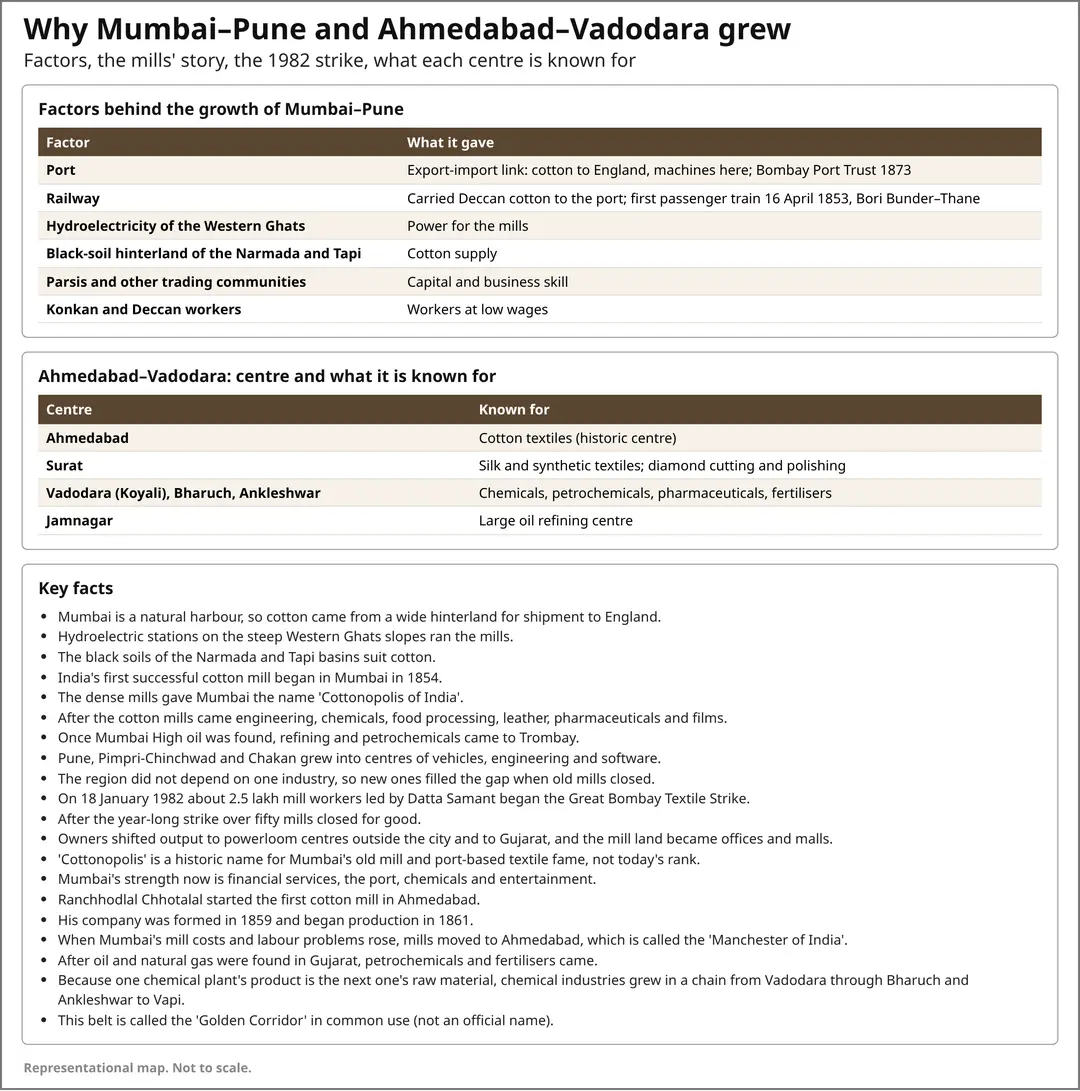 Why Mumbai–Pune and Ahmedabad–Vadodara grew
Factors, the mills' story, the 1982 strike, what each centre is known for
Factors behind the growth of Mumbai–Pune
Factor What it gave
Port Export-import link: cotton to England, machines here; Bombay Port Trust 1873
Railway Carried Deccan cotton to the port; first passenger train 16 April 1853, Bori Bunder–Thane
Hydroelectricity of the Western Ghats Power for the mills
Black-soil hinterland of the Narmada and Tapi Cotton supply
Parsis and other trading communities Capital and business skill
Konkan and Deccan workers Workers at low wages
Ahmedabad–Vadodara: centre and what it is known for
Centre Known for
Ahmedabad Cotton textiles (historic centre)
Surat Silk and synthetic textiles; diamond cutting and polishing
Vadodara (Koyali), Bharuch, Ankleshwar Chemicals, petrochemicals, pharmaceuticals, fertilisers
Jamnagar Large oil refining centre
Key facts
• Mumbai is a natural harbour, so cotton came from a wide hinterland for shipment to England.
• Hydroelectric stations on the steep Western Ghats slopes ran the mills.
• The black soils of the Narmada and Tapi basins suit cotton.
• India's first successful cotton mill began in Mumbai in 1854.
• The dense mills gave Mumbai the name 'Cottonopolis of India'.
• After the cotton mills came engineering, chemicals, food processing, leather, pharmaceuticals and films.
• Once Mumbai High oil was found, refining and petrochemicals came to Trombay.
• Pune, Pimpri-Chinchwad and Chakan grew into centres of vehicles, engineering and software.
• The region did not depend on one industry, so new ones filled the gap when old mills closed.
• On 18 January 1982 about 2.5 lakh mill workers led by Datta Samant began the Great Bombay Textile Strike.
• After the year-long strike over fifty mills closed for good.
• Owners shifted output to powerloom centres outside the city and to Gujarat, and the mill land became offices and malls.
• 'Cottonopolis' is a historic name for Mumbai's old mill and port-based textile fame, not today's rank.
• Mumbai's strength now is financial services, the port, chemicals and entertainment.
• Ranchhodlal Chhotalal started the first cotton mill in Ahmedabad.
• His company was formed in 1859 and began production in 1861.
• When Mumbai's mill costs and labour problems rose, mills moved to Ahmedabad, which is called the 'Manchester of India'.
• After oil and natural gas were found in Gujarat, petrochemicals and fertilisers came.
• Because one chemical plant's product is the next one's raw material, chemical industries grew in a chain from Vadodara through Bharuch and
Ankleshwar to Vapi.
• This belt is called the 'Golden Corridor' in common use (not an official name).
Representational map. Not to scale.